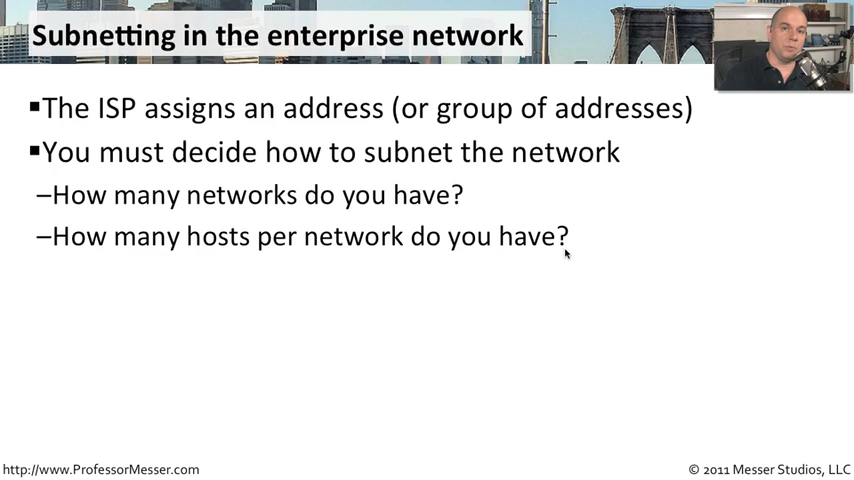 Subnetting in the enterprise network
▪The ISP assigns an address (or group of addresses)
▪You must decide how to subnet the network
–How many networks do you have?
–How many hosts per network do you have?
http://www.ProfessorMesser.com
© 2011 Messer Studios, LLC